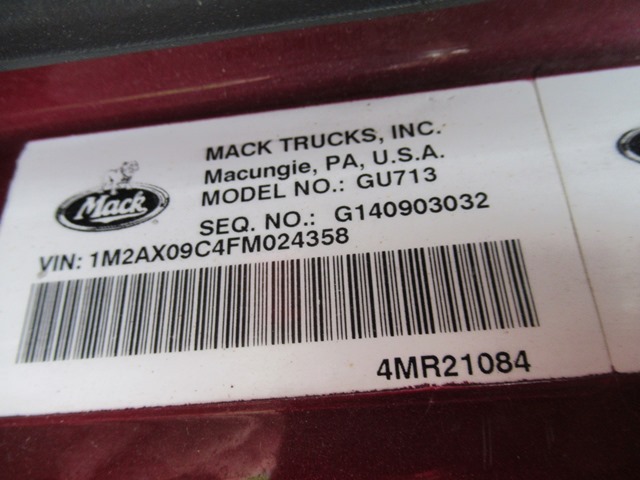 MACK TRUCKS, INC.
Macungie, PA, U.S.A.
MODEL NO.: GU713
SEQ. NO.: G140903032
Mack
VIN: 1M2AX09C4FM024358
4MR21084